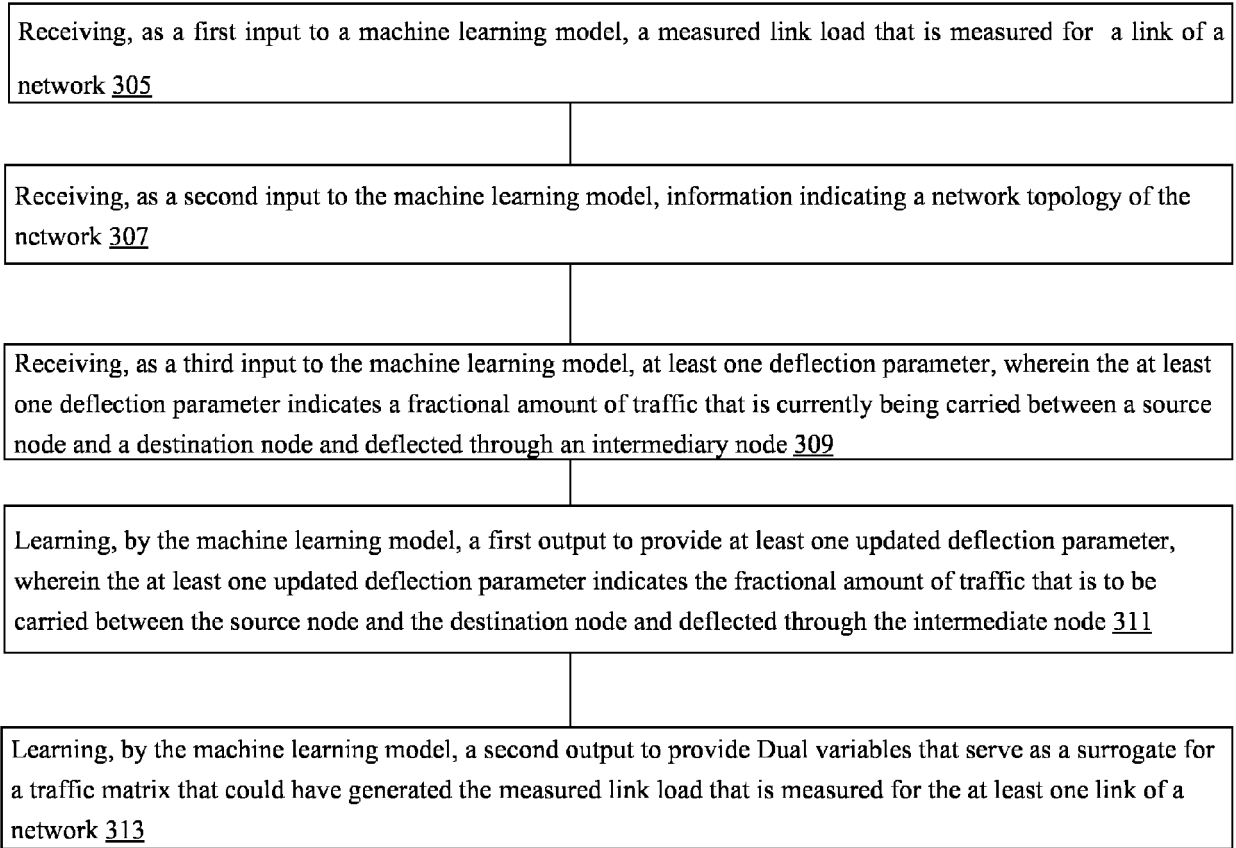 Receiving, as a first input to a machine learning model, a measured link load that is measured for a link of a
network 305
Receiving, as a second input to the machine learning model, information indicating a network topology of the
network 307
Receiving, as a third input to the machine learning model, at least one deflection parameter, wherein the at least
one deflection parameter indicates a fractional amount of traffic that is currently being carried between a source
node and a destination node and deflected through an intermediary node 309
Learning, by the machine learning model, a first output to provide at least one updated deflection parameter,
wherein the at least one updated deflection parameter indicates the fractional amount of traffic that is to be
carried between the source node and the destination node and deflected through the intermediate node 311
Learning, by the machine learning model, a second output to provide Dual variables that serve as a surrogate for
a traffic matrix that could have generated the measured link load that is measured for the at least one link of a
network 313